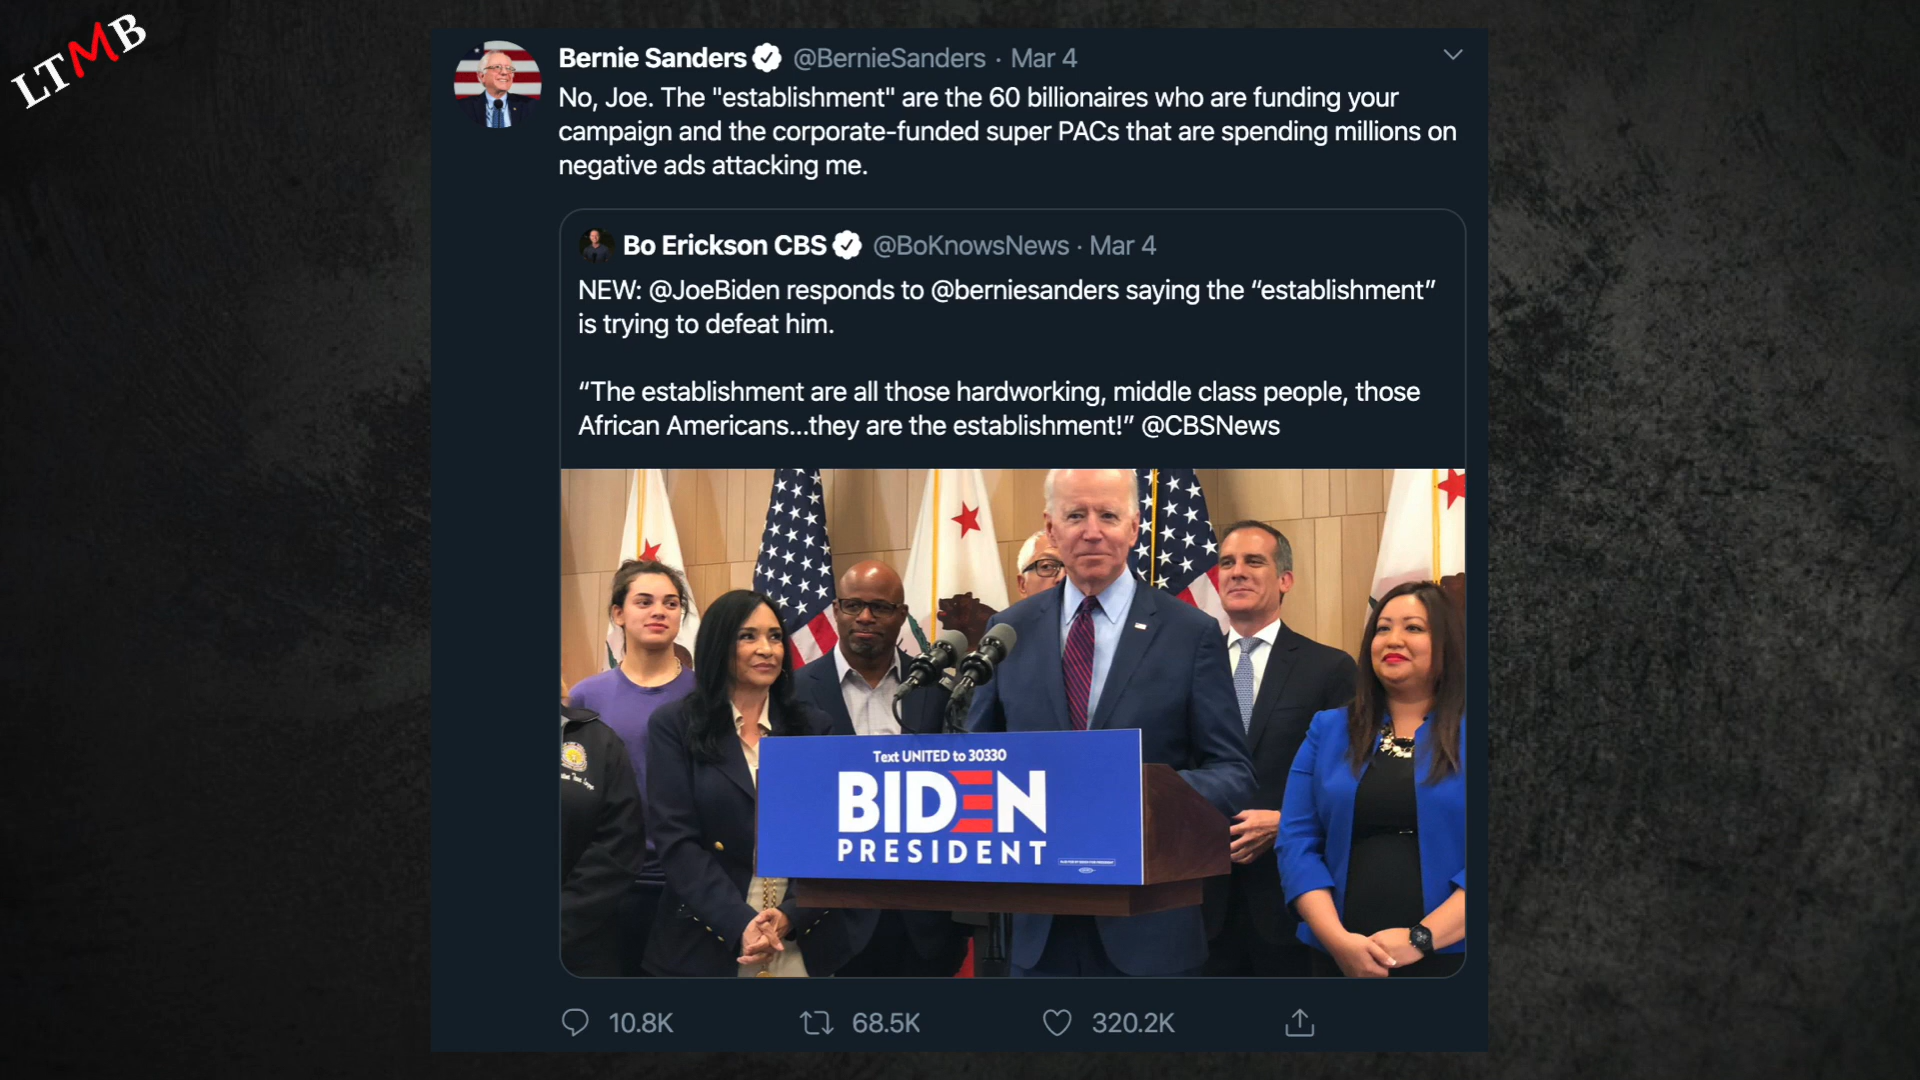 LTMB
Bernie Sanders @BernieSanders · Mar 4
No, Joe. The "establishment" are the 60 billionaires who are funding your
campaign and the corporate-funded super PACs that are spending millions on
negative ads attacking me.
Bo Erickson CBS @BoKnowsNews · Mar 4
NEW: @JoeBiden responds to @berniesanders saying the “establishment”
is trying to defeat him.
“The establishment are all those hardworking, middle class people, those
African Americans...they are the establishment!” @CBSNews
Text UNITED to 30330
BIDEN
PRESIDENT
10.8K 68.5K 320.2K